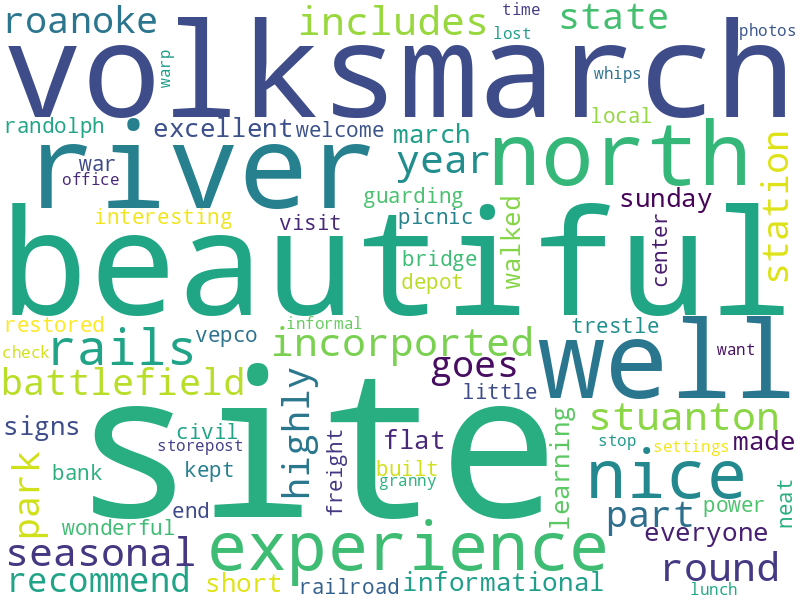 roanoke
includes
state
time
lost
photos
volksmarch
warp
whips
local
randolph
excellent
welcome
march
river
year
north
war
office
station
guarding
sunday
interesting
visit
picnic
walked
center
beautiful
bridge
depot
restored
informal
trestle
check
rails
vepco
incorported
well
want
goes
battlefield
highly
little
site
signs
civil
storepost
flat
learning
stuanton
stop
settings
made
park
bank
kept
freight
built
granny
nice
neat
end
part
power
wonderful
everyone
seasonal
experience
round
recommend
short
railroad
informational
lunch